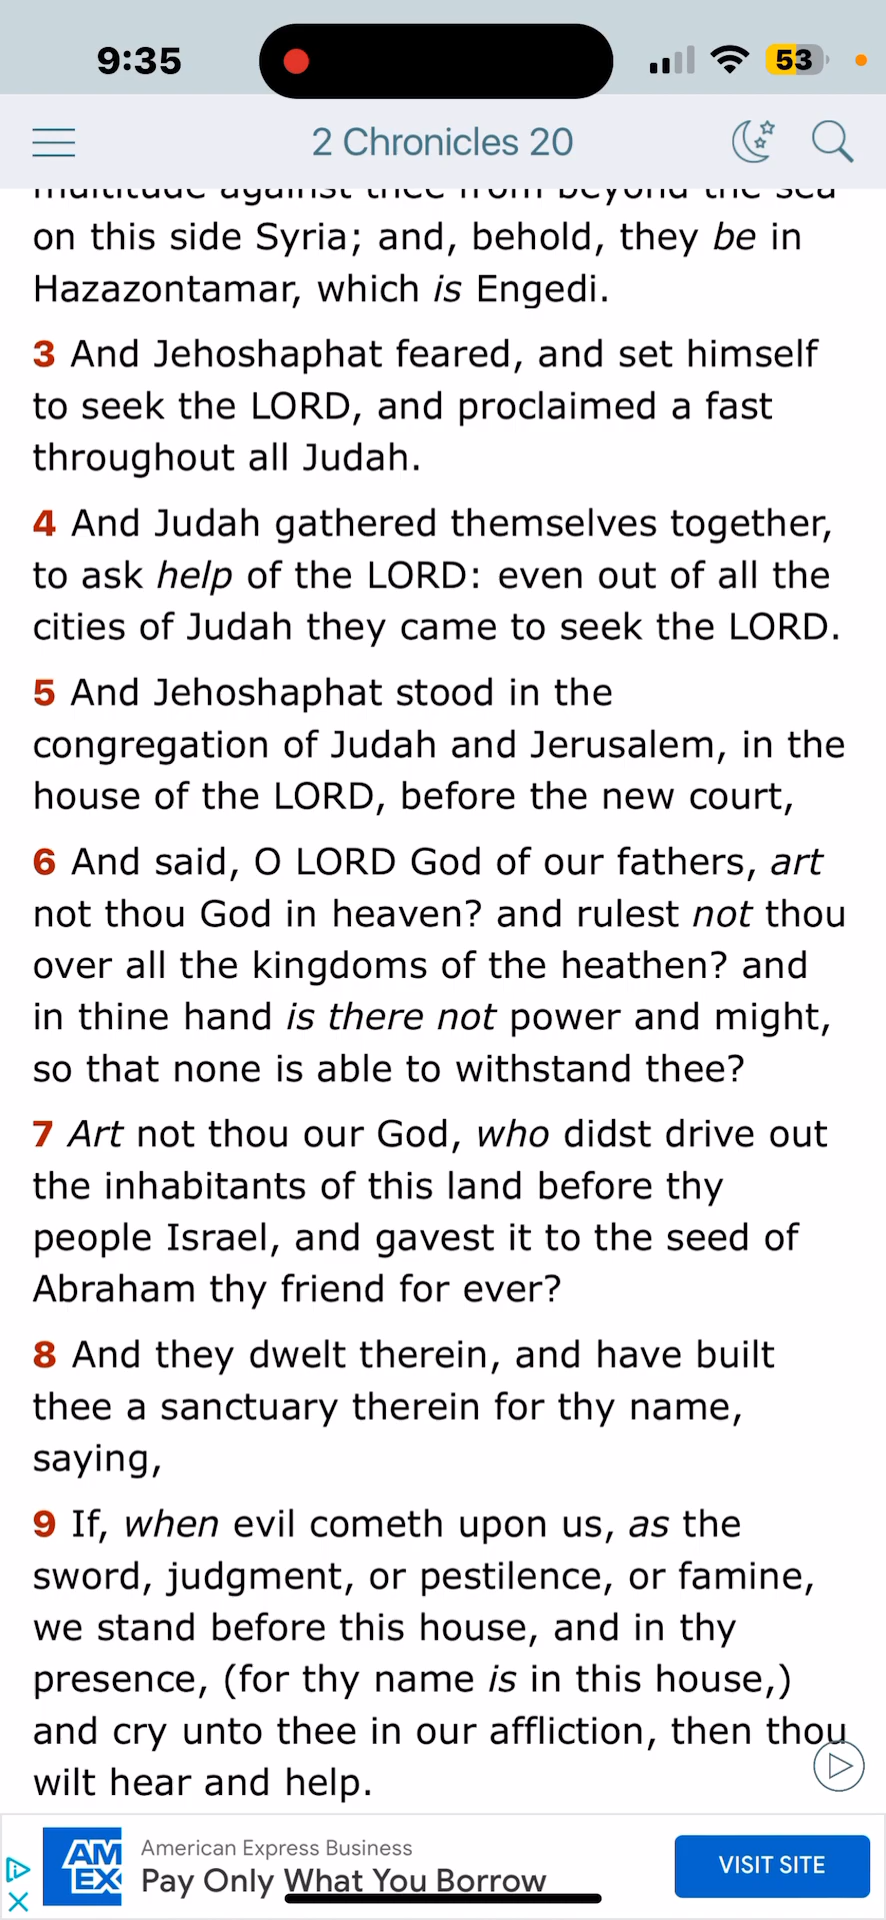 9:35
53
2 Chronicles 20
multitude against thee from beyond the sea
on this side Syria; and, behold, they be in
Hazazontamar, which is Engedi.
3 And Jehoshaphat feared, and set himself
to seek the LORD, and proclaimed a fast
throughout all Judah.
4 And Judah gathered themselves together,
to ask help of the LORD: even out of all the
cities of Judah they came to seek the LORD.
5 And Jehoshaphat stood in the
congregation of Judah and Jerusalem, in the
house of the LORD, before the new court,
6 And said, O LORD God of our fathers, art
not thou God in heaven? and rulest not thou
over all the kingdoms of the heathen? and
in thine hand is there not power and might,
so that none is able to withstand thee?
7 Art not thou our God, who didst drive out
the inhabitants of this land before thy
people Israel, and gavest it to the seed of
Abraham thy friend for ever?
8 And they dwelt therein, and have built
thee a sanctuary therein for thy name,
saying,
9 If, when evil cometh upon us, as the
sword, judgment, or pestilence, or famine,
we stand before this house, and in thy
presence, (for thy name is in this house,)
and cry unto thee in our affliction, then thou
wilt hear and help.
AM
EX
American Express Business
Pay Only What You Borrow
VISIT SITE